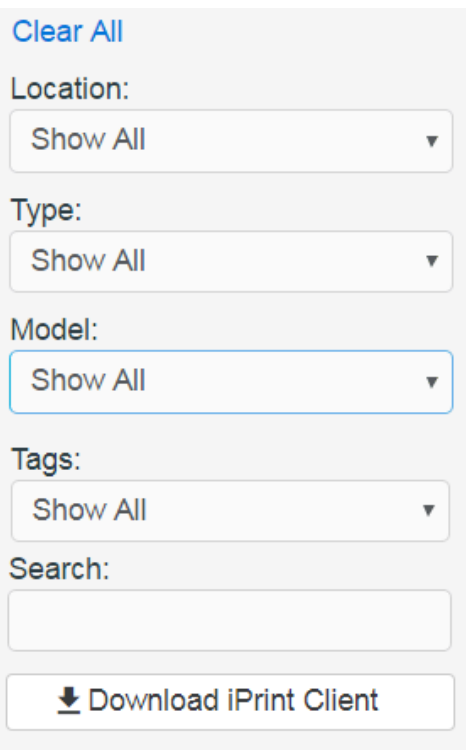 Clear All
Location:
Show All
Type:
Show All
Model:
Show All
Tags:
Show All
Search:
Download iPrint Client